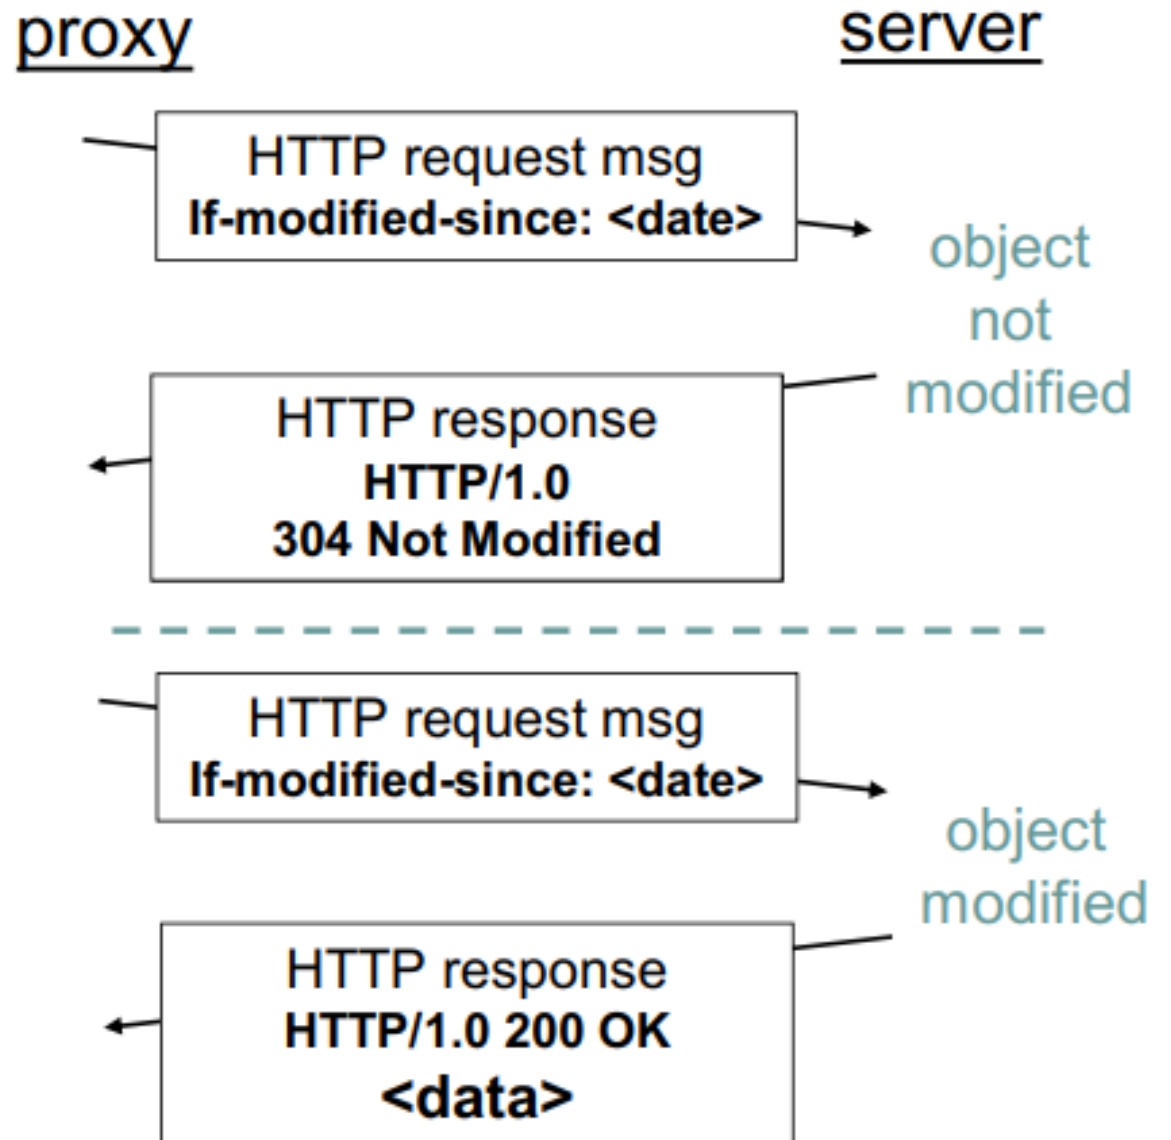 proxy
server
HTTP request msg
If-modified-since: <date>
object
not
modified
HTTP response
HTTP/1.0
304 Not Modified
HTTP request msg
If-modified-since: <date>
object
modified
HTTP response
HTTP/1.0 200 OK
<data>